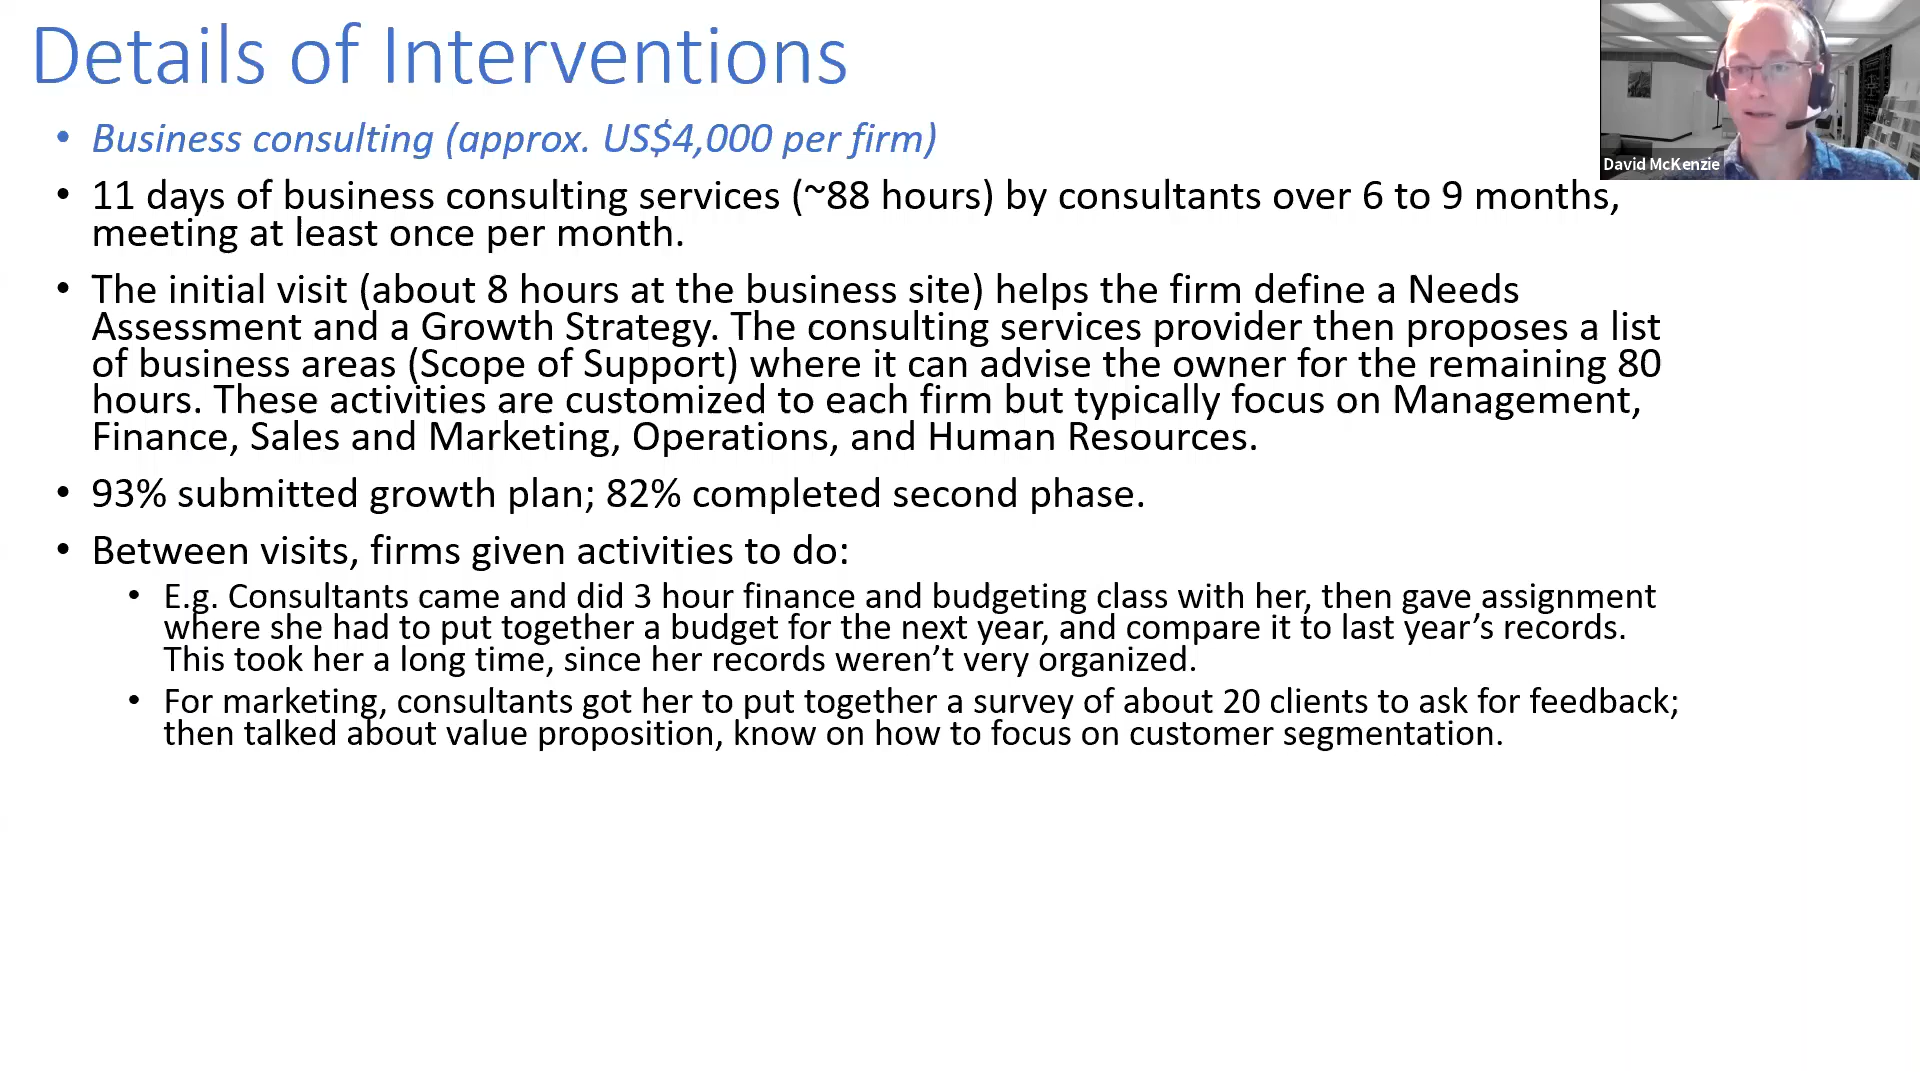 Details of Interventions
David McKenzie
• Business consulting (approx. US$4,000 per firm)
• 11 days of business consulting services (~88 hours) by consultants over 6 to 9 months,
meeting at least once per month.
• The initial visit (about 8 hours at the business site) helps the firm define a Needs
Assessment and a Growth Strategy. The consulting services provider then proposes a list
of business areas (Scope of Support) where it can advise the owner for the remaining 80
hours. These activities are customized to each firm but typically focus on Management,
Finance, Sales and Marketing, Operations, and Human Resources.
• 93% submitted growth plan; 82% completed second phase.
• Between visits, firms given activities to do:
• E.g. Consultants came and did 3 hour finance and budgeting class with her, then gave assignment
where she had to put together a budget for the next year, and compare it to last year’s records.
This took her a long time, since her records weren’t very organized.
• For marketing, consultants got her to put together a survey of about 20 clients to ask for feedback;
then talked about value proposition, know on how to focus on customer segmentation.